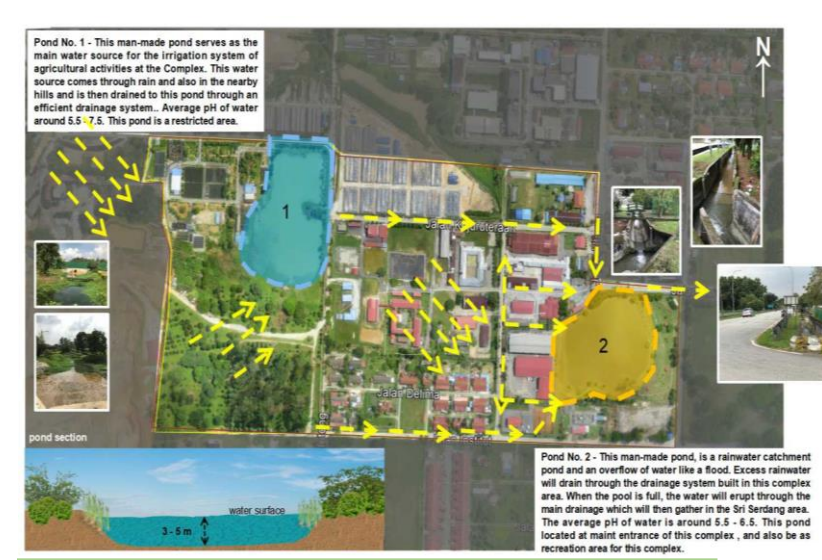 Pond No. 1 - This man-made pond serves as the
main water source for the irrigation system of
agricultural activities at the Complex. This water
source comes through rain and also in the nearby
hills and is then drained to this pond through an
efficient drainage system.. Average pH of water
around 5.5 - 7.5. This pond is a restricted area.
N
1
Jalan
2
Jalan Delima
pond section
water surface
3 - 5 m
Pond No. 2 - This man-made pond, is a rainwater catchment
pond and an overflow of water like a flood. Excess rainwater
will drain through the drainage system built in this complex
area. When the pool is full, the water will erupt through the
main drainage which will then gather in the Sri Serdang area.
The average pH of water is around 5.5 - 6.5. This pond
located at maint entrance of this complex , and also be as
recreation area for this complex.